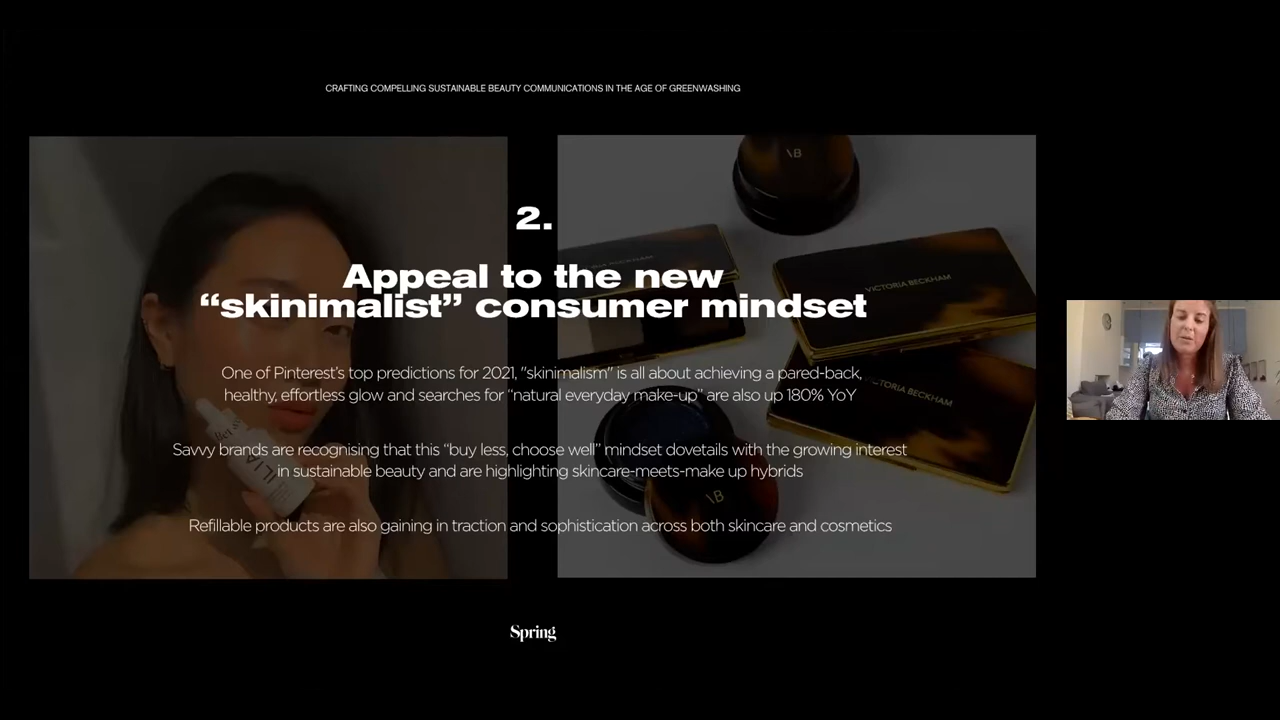 CRAFTING COMPELLING SUSTAINABLE BEAUTY COMMUNICATIONS IN THE AGE OF GREENWASHING
2.
Appeal to the new
“skinimalist” consumer mindset
One of Pinterest's top predictions for 2021, "skinimalism" is all about achieving a pared-back,
healthy, effortless glow and searches for “natural everyday make-up” are also up 180% YoY
Savvy brands are recognising that this “buy less, choose well” mindset dovetails with the growing interest
in sustainable beauty and are highlighting skincare-meets-make up hybrids
Refillable products are also gaining in traction and sophistication across both skincare and cosmetics
VB
VICTORIA BECKHAM
BECKHAM
VICTORIA BECKHAM
VB
Spring